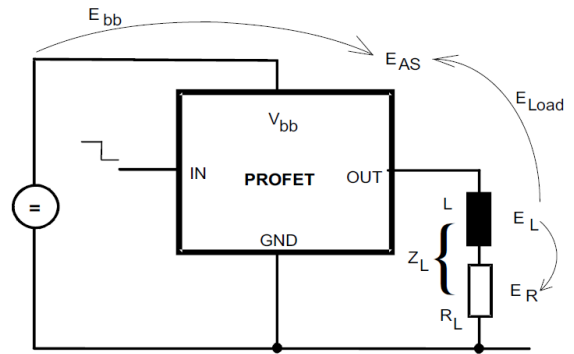 E bb
E AS
E Load
V bb
IN
PROFET
OUT
L
E L
GND
Z L
{
E R
R L
=